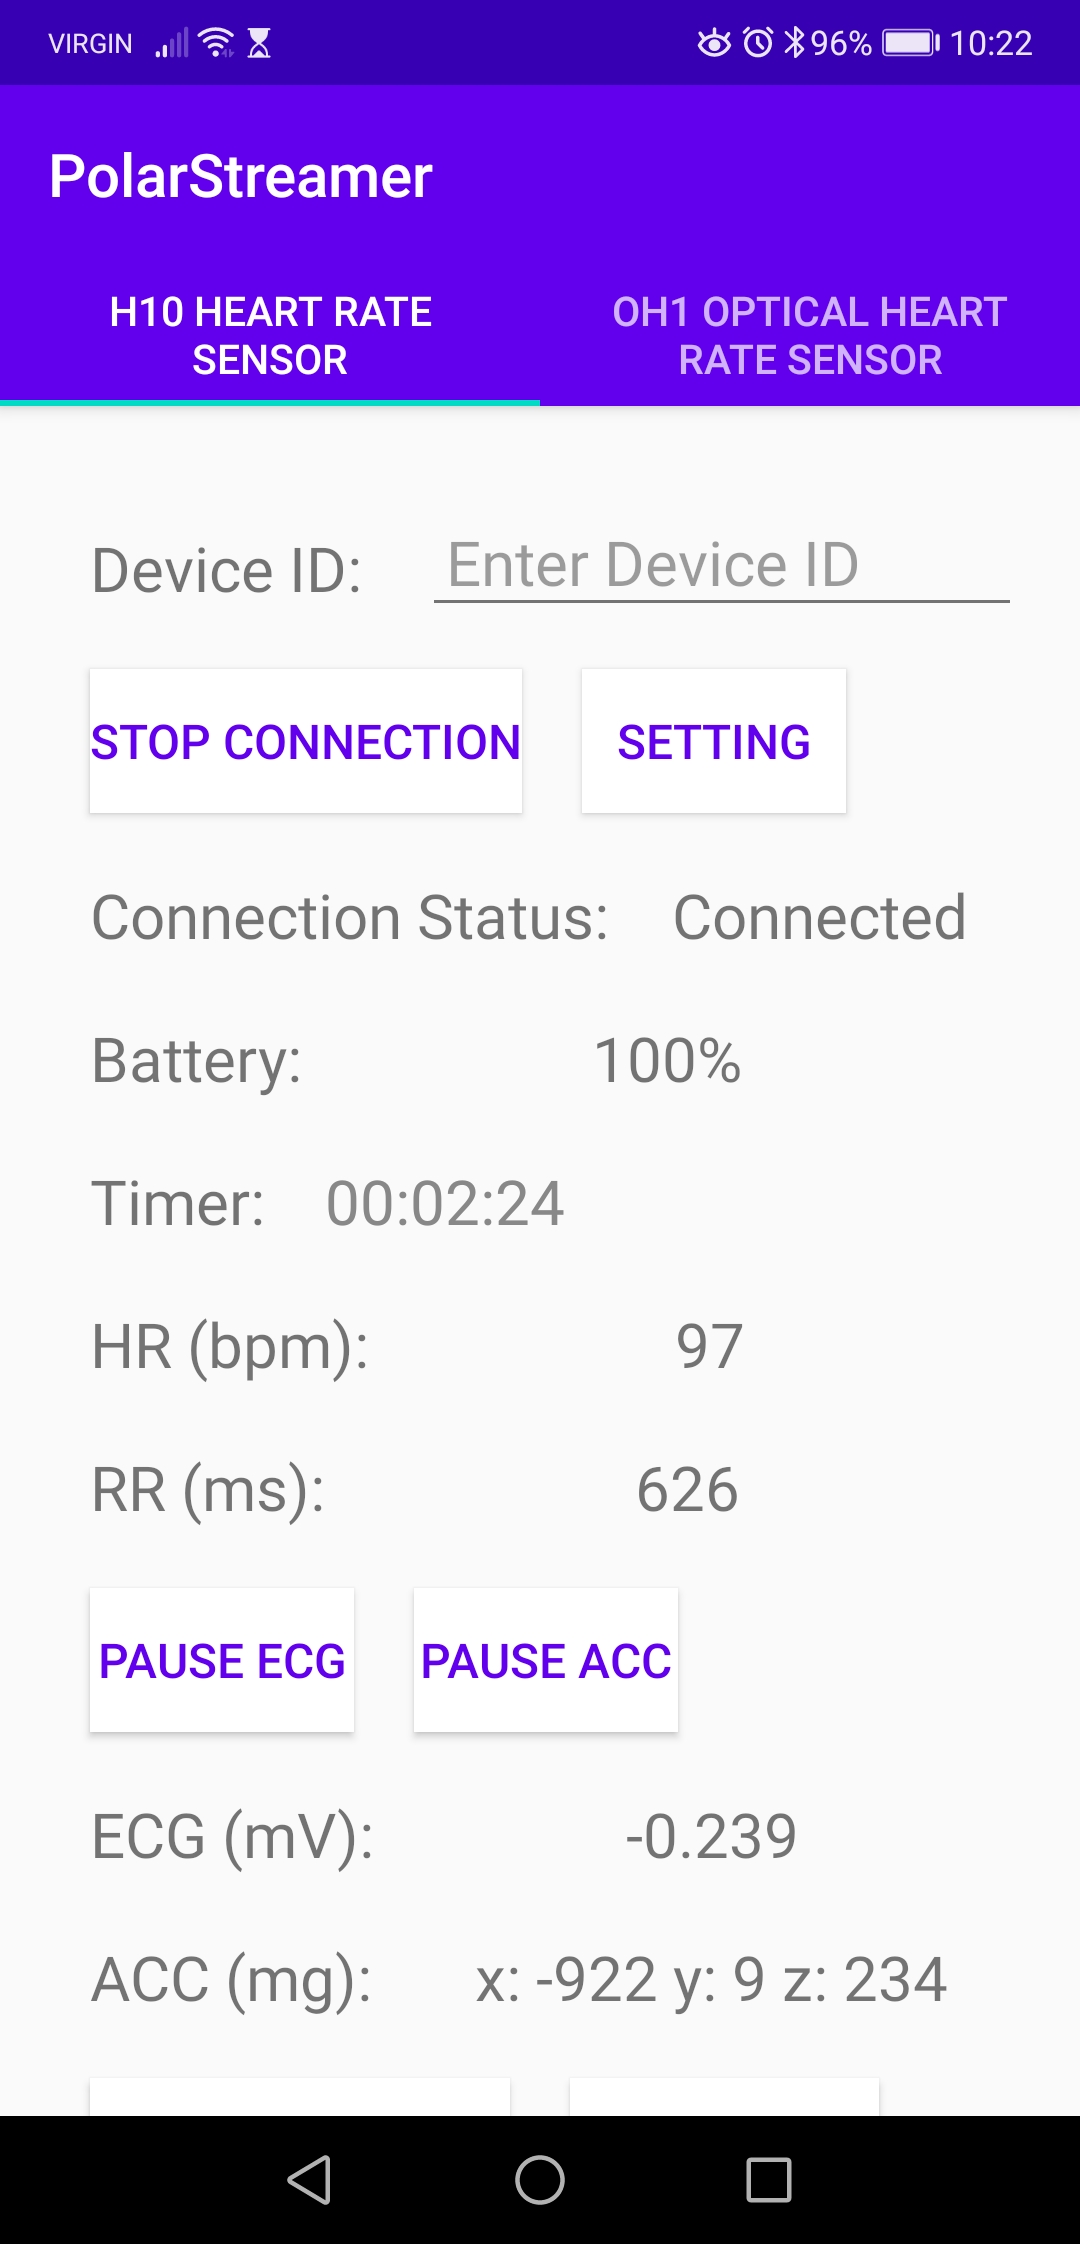 VIRGIN 96% 10:22
PolarStreamer
H10 HEART RATE
SENSOR
OH1 OPTICAL HEART
RATE SENSOR
Device ID: Enter Device ID
STOP CONNECTION SETTING
Connection Status: Connected
Battery: 100%
Timer: 00:02:24
HR (bpm): 97
RR (ms): 626
PAUSE ECG PAUSE ACC
ECG (mV): -0.239
ACC (mg): x: -922 y: 9 z: 234